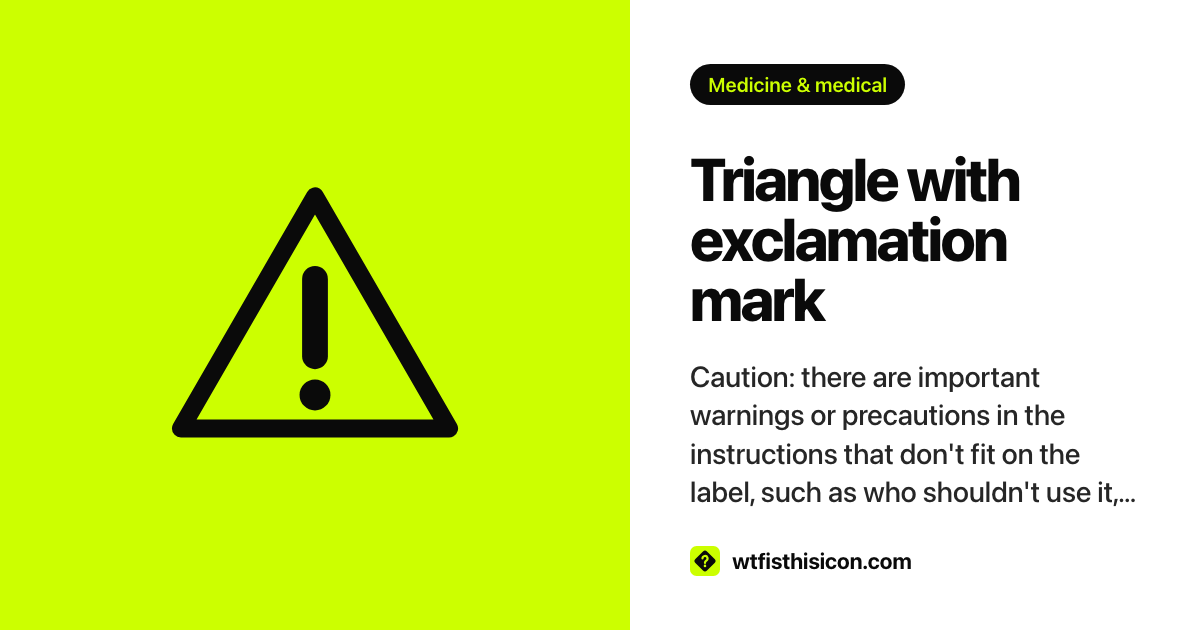 Medicine & medical
Triangle with
exclamation
mark
Caution: there are important
warnings or precautions in the
instructions that don't fit on the
label, such as who shouldn't use it,...
wtfisthisicon.com